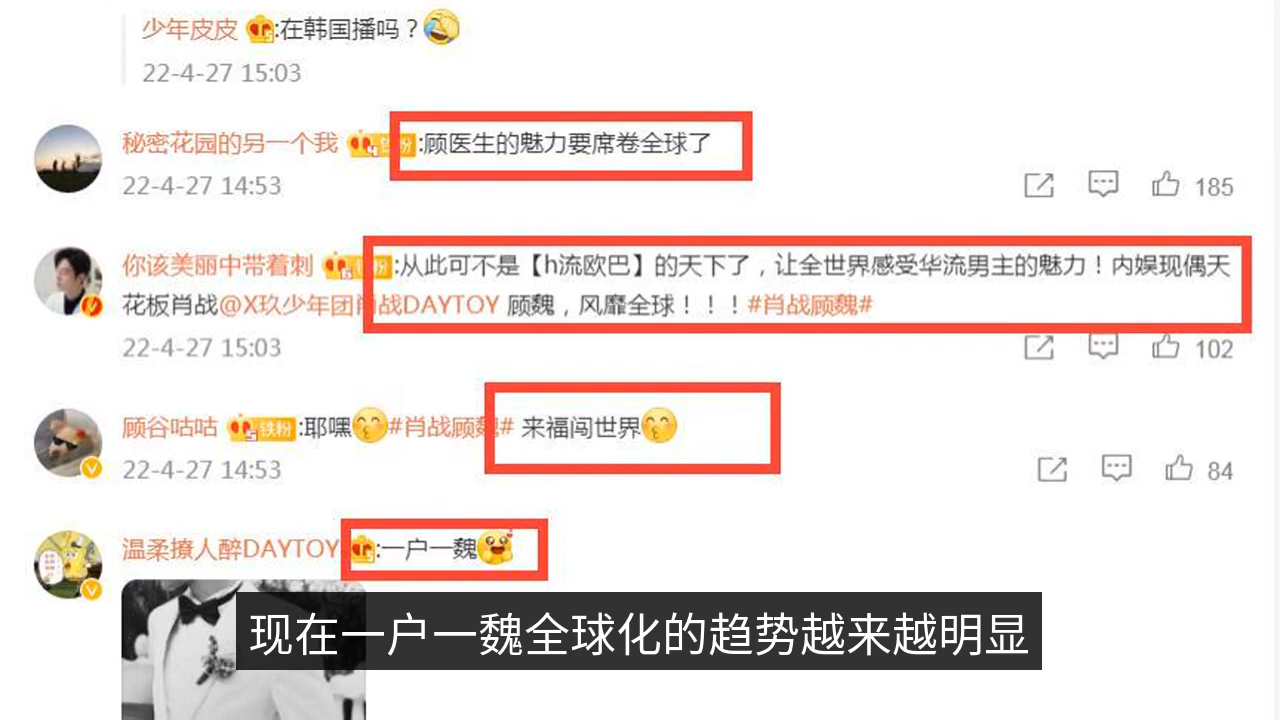 少年皮皮:在韩国播吗？
22-4-27 15:03
秘密花园的另一个我 4 铁粉:顾医生的魅力要席卷全球了
22-4-27 14:53
185
你该美丽中带着刺 6 铁粉:从此可不是【h流欧巴】的天下了，让全世界感受华流男主的魅力！内娱现偶天
花板肖战@X玖少年团肖战DAYTOY 顾魏，风靡全球！！！#肖战顾魏#
22-4-27 15:03
102
顾谷咕咕 5 铁粉:耶嘿#肖战顾魏# 来福闯世界
22-4-27 14:53
84
温柔撩人醉DAYTOY:一户一魏
现在一户一魏全球化的趋势越来越明显